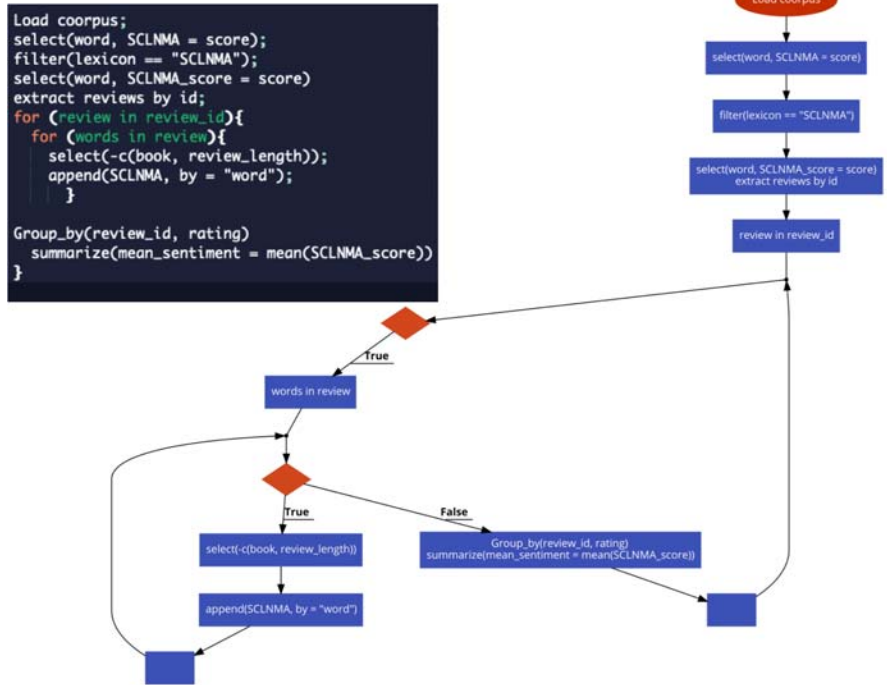 Load coorpus;
select(word, SCLNMA = score);
filter(lexicon == "SCLNMA");
select(word, SCLNMA_score = score)
extract reviews by id;
for (review in review_id){
for (words in review){
select(-c(book, review_length));
append(SCLNMA, by = "word");
}
Group_by(review_id, rating)
summarize(mean_sentiment = mean(SCLNMA_score))
}
Load coorpus
select(word, SCLNMA = score)
filter(lexicon == "SCLNMA")
select(word, SCLNMA_score = score)
extract reviews by id
review in review_id
True
words in review
True
False
select(-c(book, review_length))
Group_by(review_id, rating)
summarize(mean_sentiment = mean(SCLNMA_score))
append(SCLNMA, by = "word")